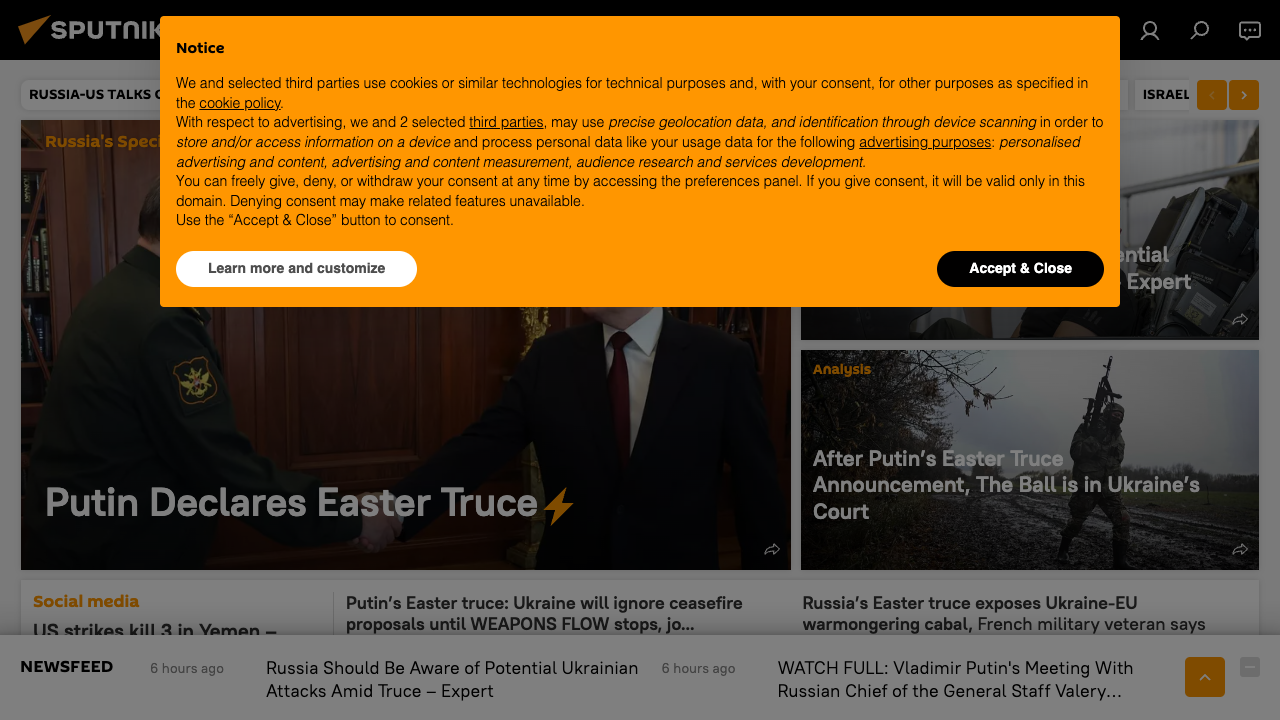 SPUTNIK
Notice
We and selected third parties use cookies or similar technologies for technical purposes and, with your consent, for other purposes as specified in
the cookie policy.
With respect to advertising, we and 2 selected third parties, may use precise geolocation data, and identification through device scanning in order to
store and/or access information on a device and process personal data like your usage data for the following advertising purposes: personalised
advertising and content, advertising and content measurement, audience research and services development.
You can freely give, deny, or withdraw your consent at any time by accessing the preferences panel. If you give consent, it will be valid only in this
domain. Denying consent may make related features unavailable.
Use the “Accept & Close” button to consent.
Learn more and customize
Accept & Close
RUSSIA-US TALKS
ISRAEL
Russia's
Expert
Putin Declares Easter Truce
Analysis
After Putin’s Easter Truce
Announcement, The Ball is in Ukraine’s
Court
Social media
US strikes kill 3 in Yemen –
Putin’s Easter truce: Ukraine will ignore ceasefire
proposals until WEAPONS FLOW stops, jo...
Russia’s Easter truce exposes Ukraine-EU
warmongering cabal, French military veteran says
NEWSFEED
6 hours ago
Russia Should Be Aware of Potential Ukrainian
Attacks Amid Truce – Expert
6 hours ago
WATCH FULL: Vladimir Putin's Meeting With
Russian Chief of the General Staff Valery…